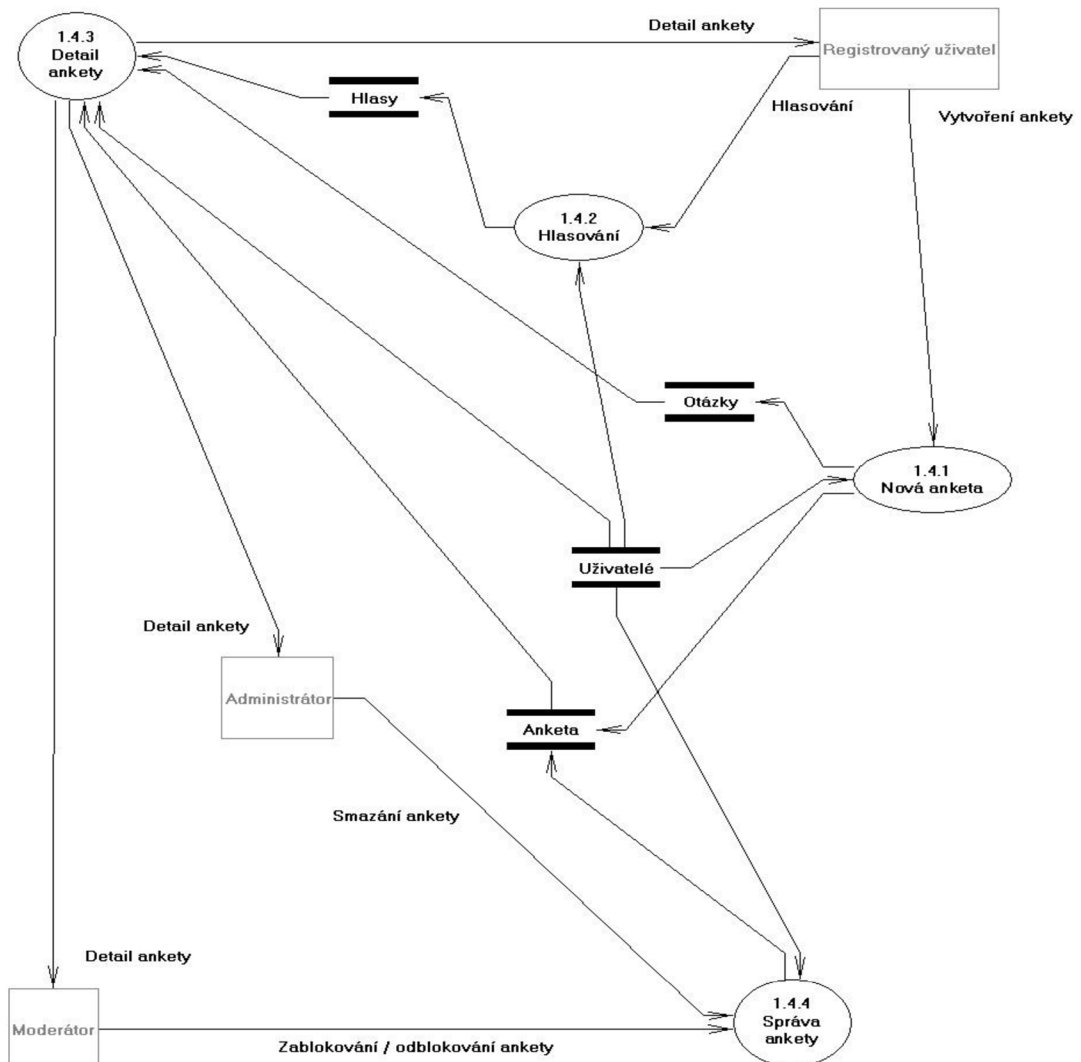 1.4.3
Detail
ankety
Detail ankety
Registrovaný uživatel
Hlasy
Hlasování
Vytvoření ankety
1.4.2
Hlasování
Otázky
1.4.1
Nová anketa
Uživatelé
Detail ankety
Administrátor
Anketa
Smazání ankety
Detail ankety
Moderátor
1.4.4
Správa
ankety
Zablokování / odblokování ankety